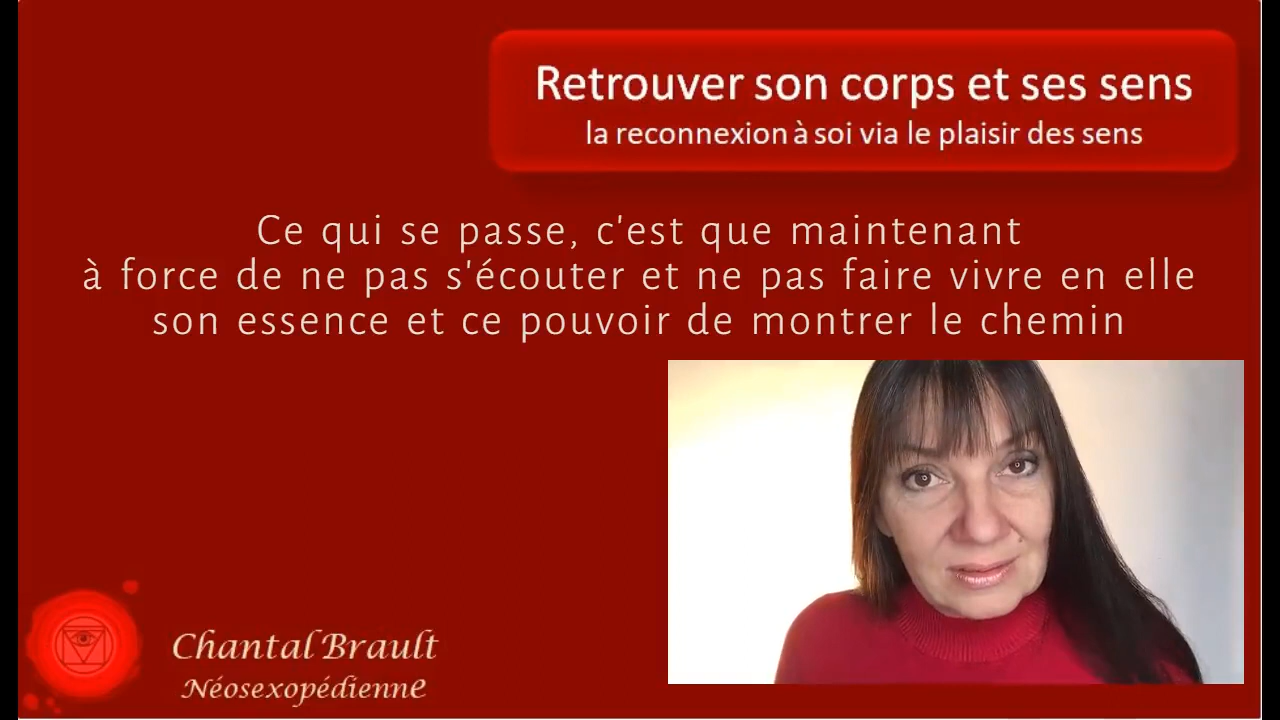 Retrouver son corps et ses sens
la reconnexion à soi via le plaisir des sens
Ce qui se passe, c'est que maintenant
à force de ne pas s'écouter et ne pas faire vivre en elle
son essence et ce pouvoir de montrer le chemin
Chantal Brault
Néosexopédienne